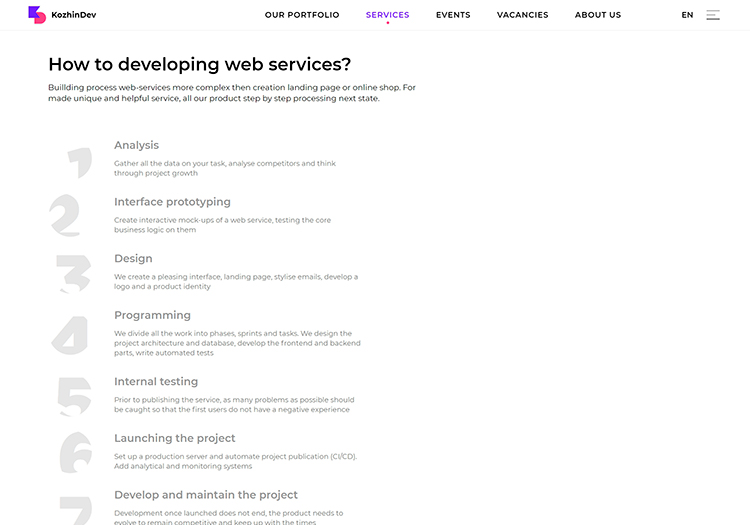 KozhinDev
OUR PORTFOLIO
SERVICES
EVENTS
VACANCIES
ABOUT US
EN
How to developing web services?
Buillding process web-services more complex then creation landing page or online shop. For
made unique and helpful service, all our product step by step processing next state.
1
Analysis
Gather all the data on your task, analyse competitors and think
through project growth
2
Interface prototyping
Create interactive mock-ups of a web service, testing the core
business logic on them
3
Design
We create a pleasing interface, landing page, stylise emails, develop a
logo and a product identity
4
Programming
We divide all the work into phases, sprints and tasks. We design the
project architecture and database, develop the frontend and backend
parts, write automated tests
5
Internal testing
Prior to publishing the service, as many problems as possible should
be caught so that the first users do not have a negative experience
6
Launching the project
Set up a production server and automate project publication (CI/CD).
Add analytical and monitoring systems
7
Develop and maintain the project
Development once launched does not end, the product needs to
evolve to remain competitive and keep up with the times